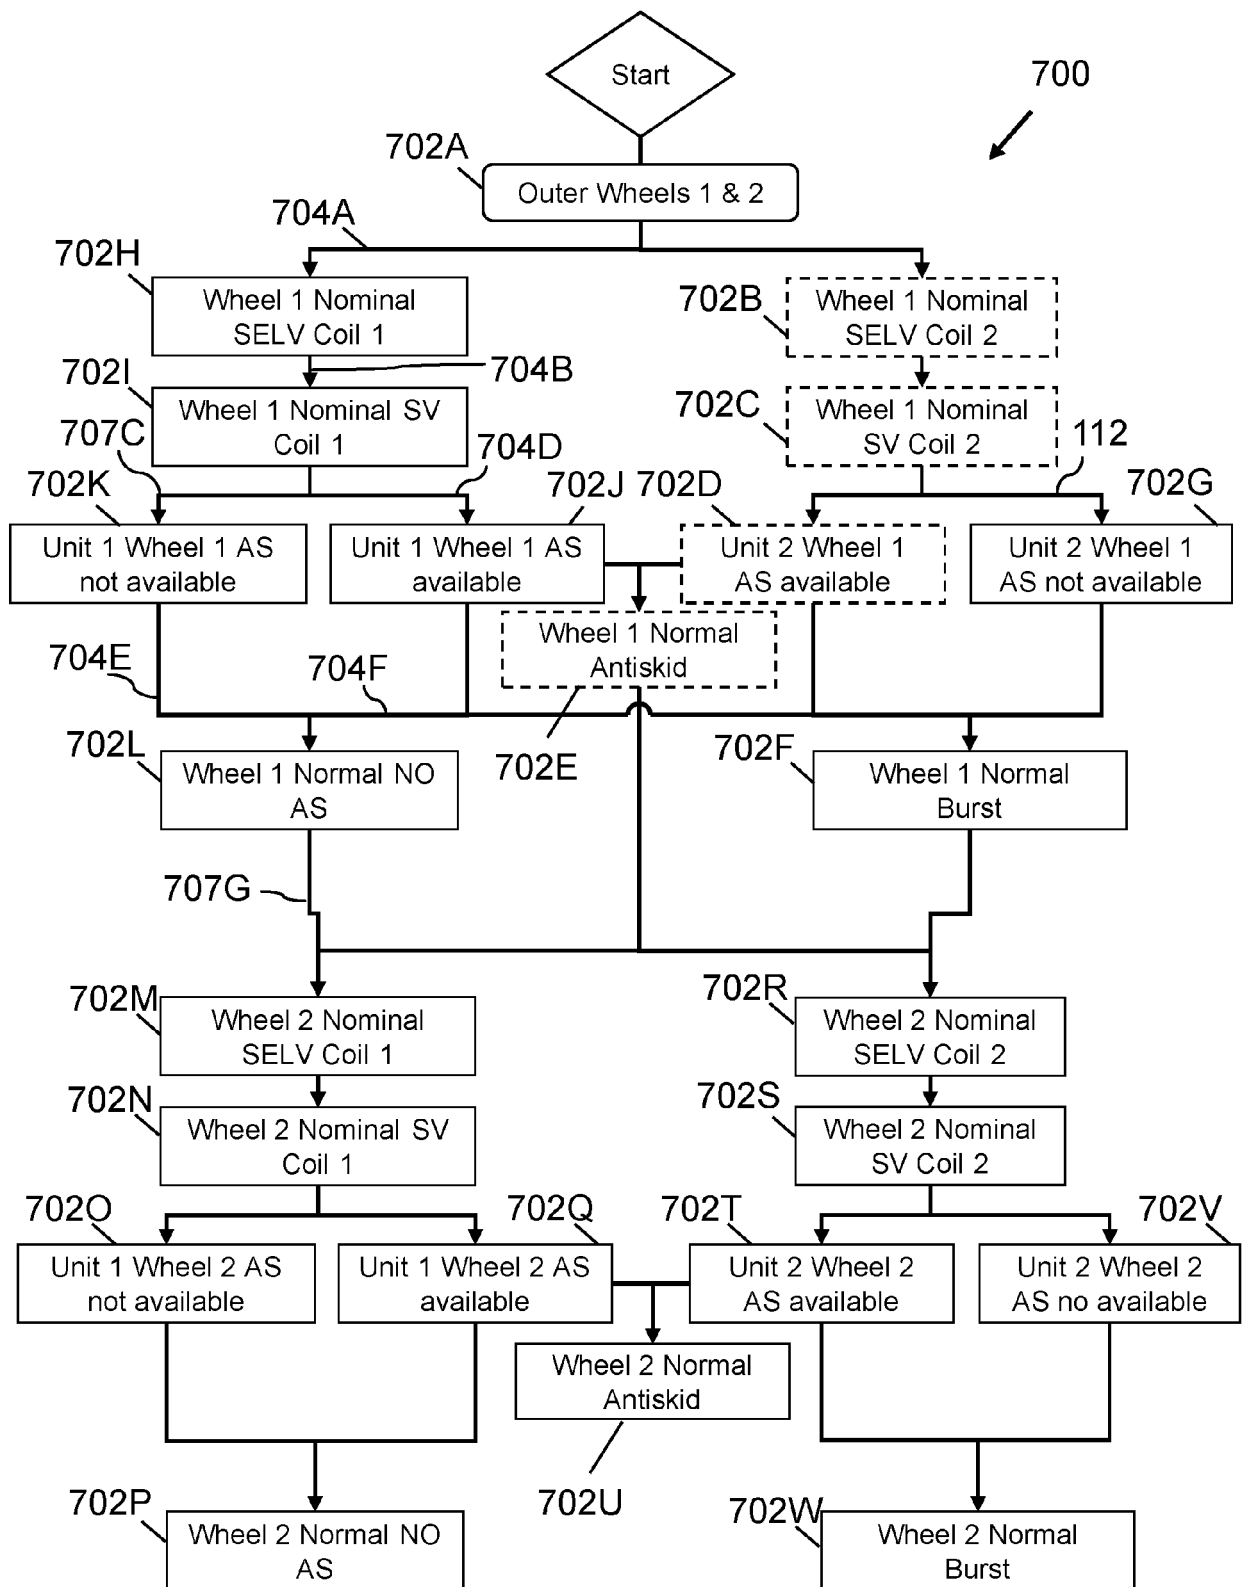 Start
700
702A
Outer Wheels 1 & 2
704A
702H
Wheel 1 Nominal
SELV Coil 1
702B
Wheel 1 Nominal
SELV Coil 2
702I
704B
Wheel 1 Nominal SV
Coil 1
702C
Wheel 1 Nominal
SV Coil 2
707C
704D
112
702K
702J
702D
702G
Unit 1 Wheel 1 AS
not available
Unit 1 Wheel 1 AS
available
Unit 2 Wheel 1
AS available
Unit 2 Wheel 1
AS not available
Wheel 1 Normal
Antiskid
704E
704F
702E
702L
Wheel 1 Normal NO
AS
702F
Wheel 1 Normal
Burst
707G
702M
Wheel 2 Nominal
SELV Coil 1
702R
Wheel 2 Nominal
SELV Coil 2
702N
Wheel 2 Nominal SV
Coil 1
702S
Wheel 2 Nominal
SV Coil 2
702O
702Q
702T
702V
Unit 1 Wheel 2 AS
not available
Unit 1 Wheel 2 AS
available
Unit 2 Wheel 2
AS available
Unit 2 Wheel 2
AS no available
Wheel 2 Normal
Antiskid
702U
702P
Wheel 2 Normal NO
AS
702W
Wheel 2 Normal
Burst